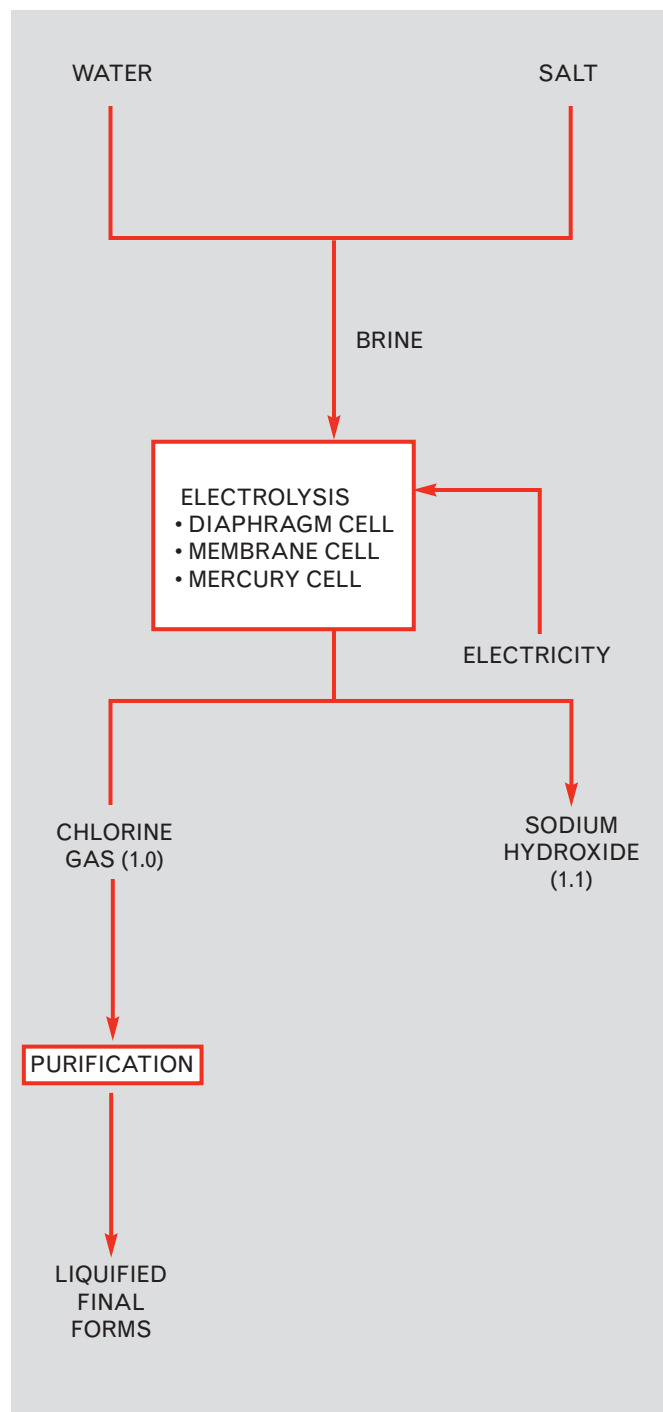 WATER
SALT
BRINE
ELECTROLYSIS
• DIAPHRAGM CELL
• MEMBRANE CELL
• MERCURY CELL
ELECTRICITY
CHLORINE
GAS (1.0)
SODIUM
HYDROXIDE
(1.1)
PURIFICATION
LIQUIFIED
FINAL
FORMS